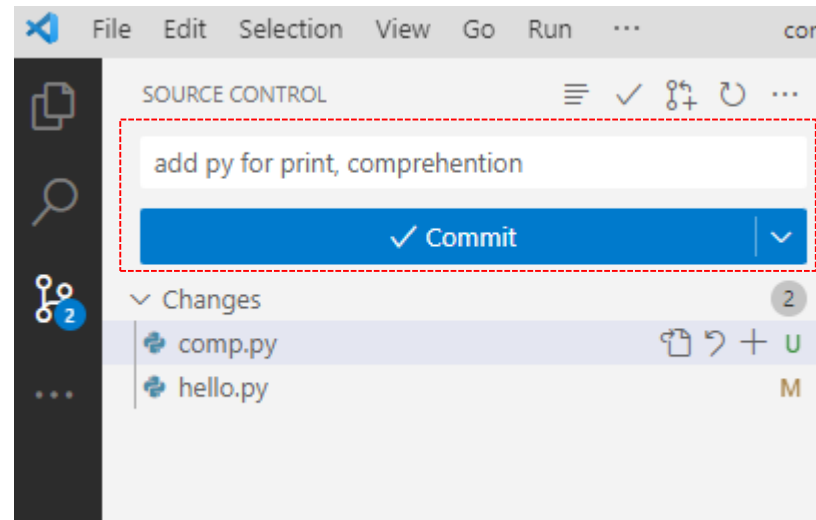 File Edit Selection View Go Run ··· cor
SOURCE CONTROL
add py for print, comprehention
Commit
2
Changes 2
comp.py U
hello.py M